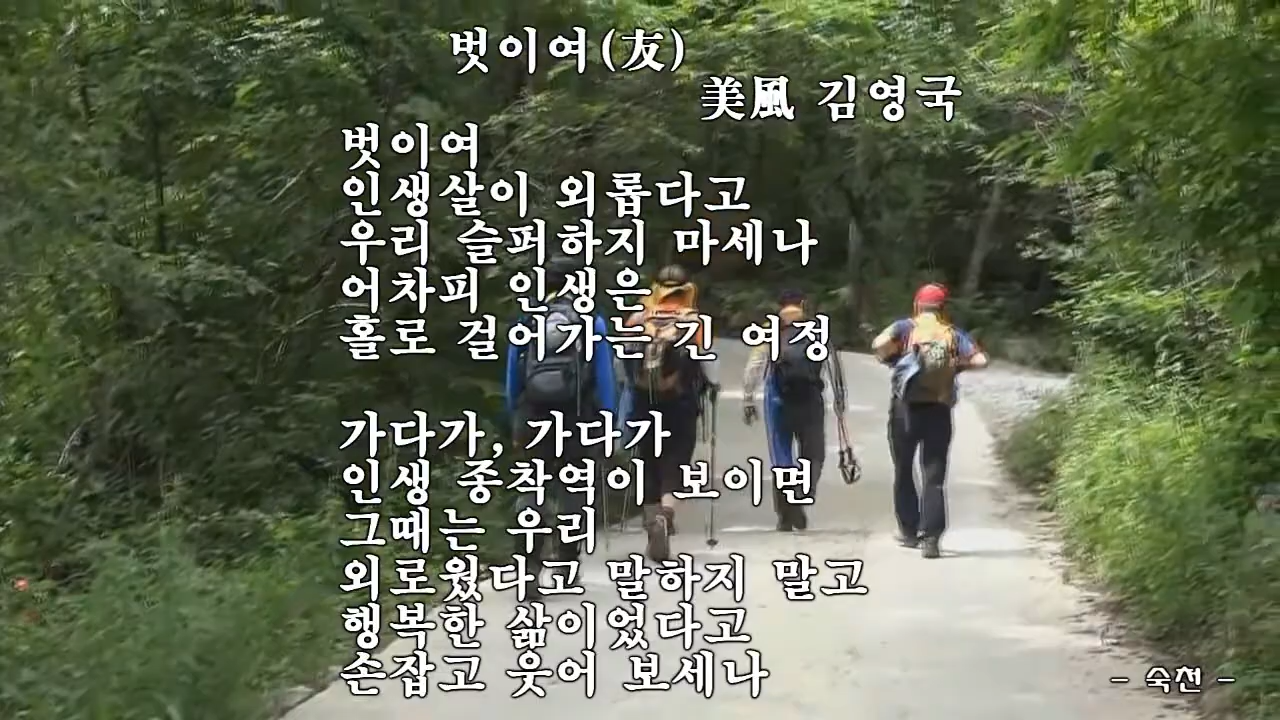 벗이여(友)
美風 김영국
벗이여
인생살이 외롭다고
우리 슬퍼하지 마세나
어차피 인생은
홀로 걸어가는 긴 여정
가다가, 가다가
인생 종착역이 보이면
그때는 우리
외로웠다고 말하지 말고
행복한 삶이었다고
손잡고 웃어 보세나
- 숙천 -